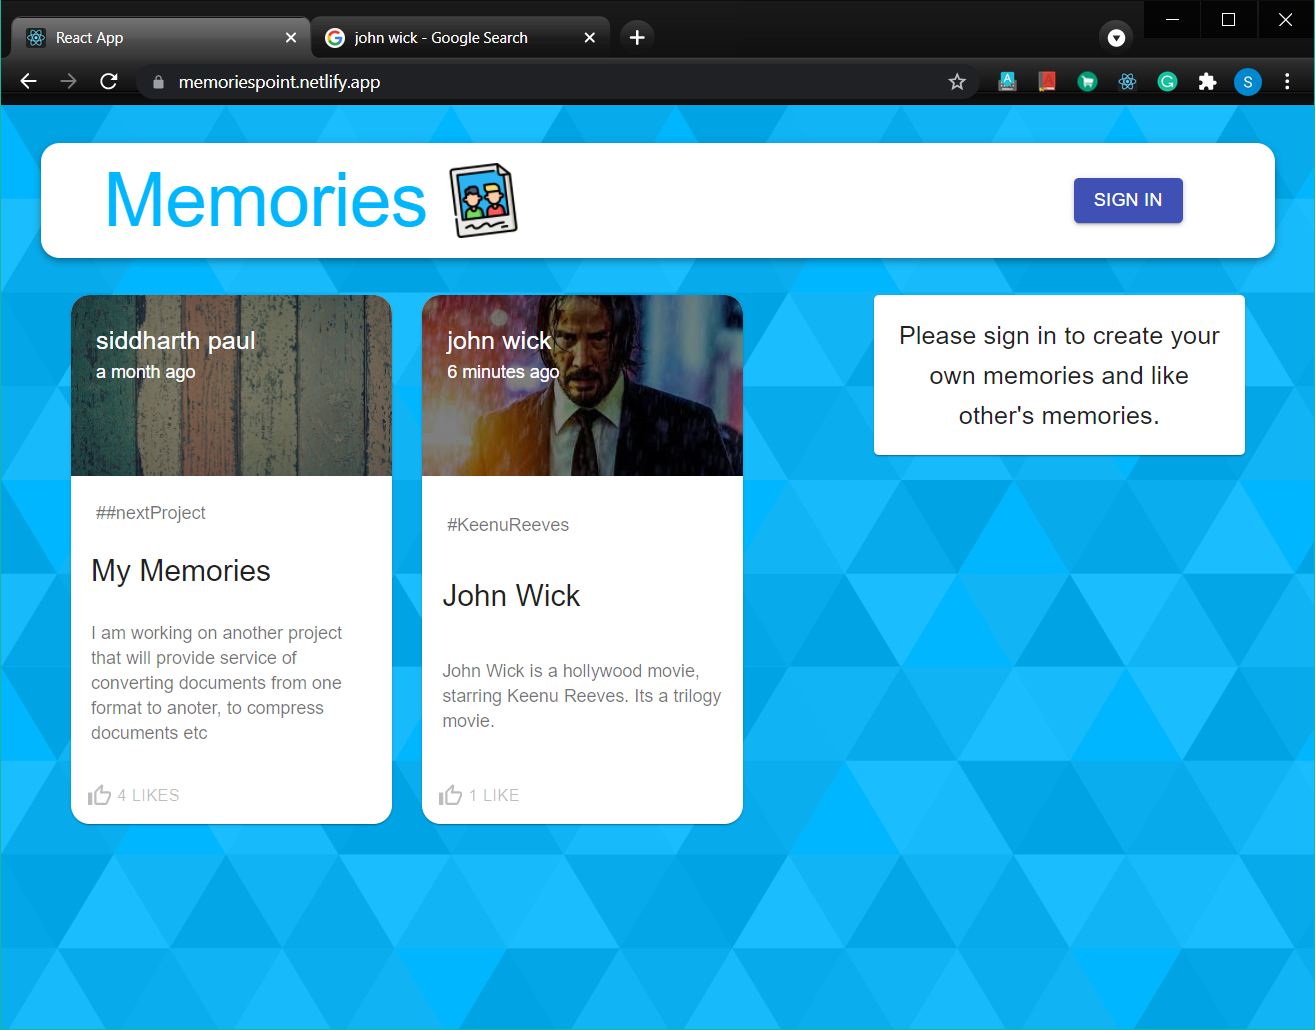 React App
john wick - Google Search
memoriespoint.netlify.app
S
Memories
SIGN IN
siddharth paul
a month ago
##nextProject
My Memories
I am working on another project
that will provide service of
converting documents from one
format to anoter, to compress
documents etc
4 LIKES
john wick
6 minutes ago
#KeenuReeves
John Wick
John Wick is a hollywood movie,
starring Keenu Reeves. Its a trilogy
movie.
1 LIKE
Please sign in to create your
own memories and like
other's memories.